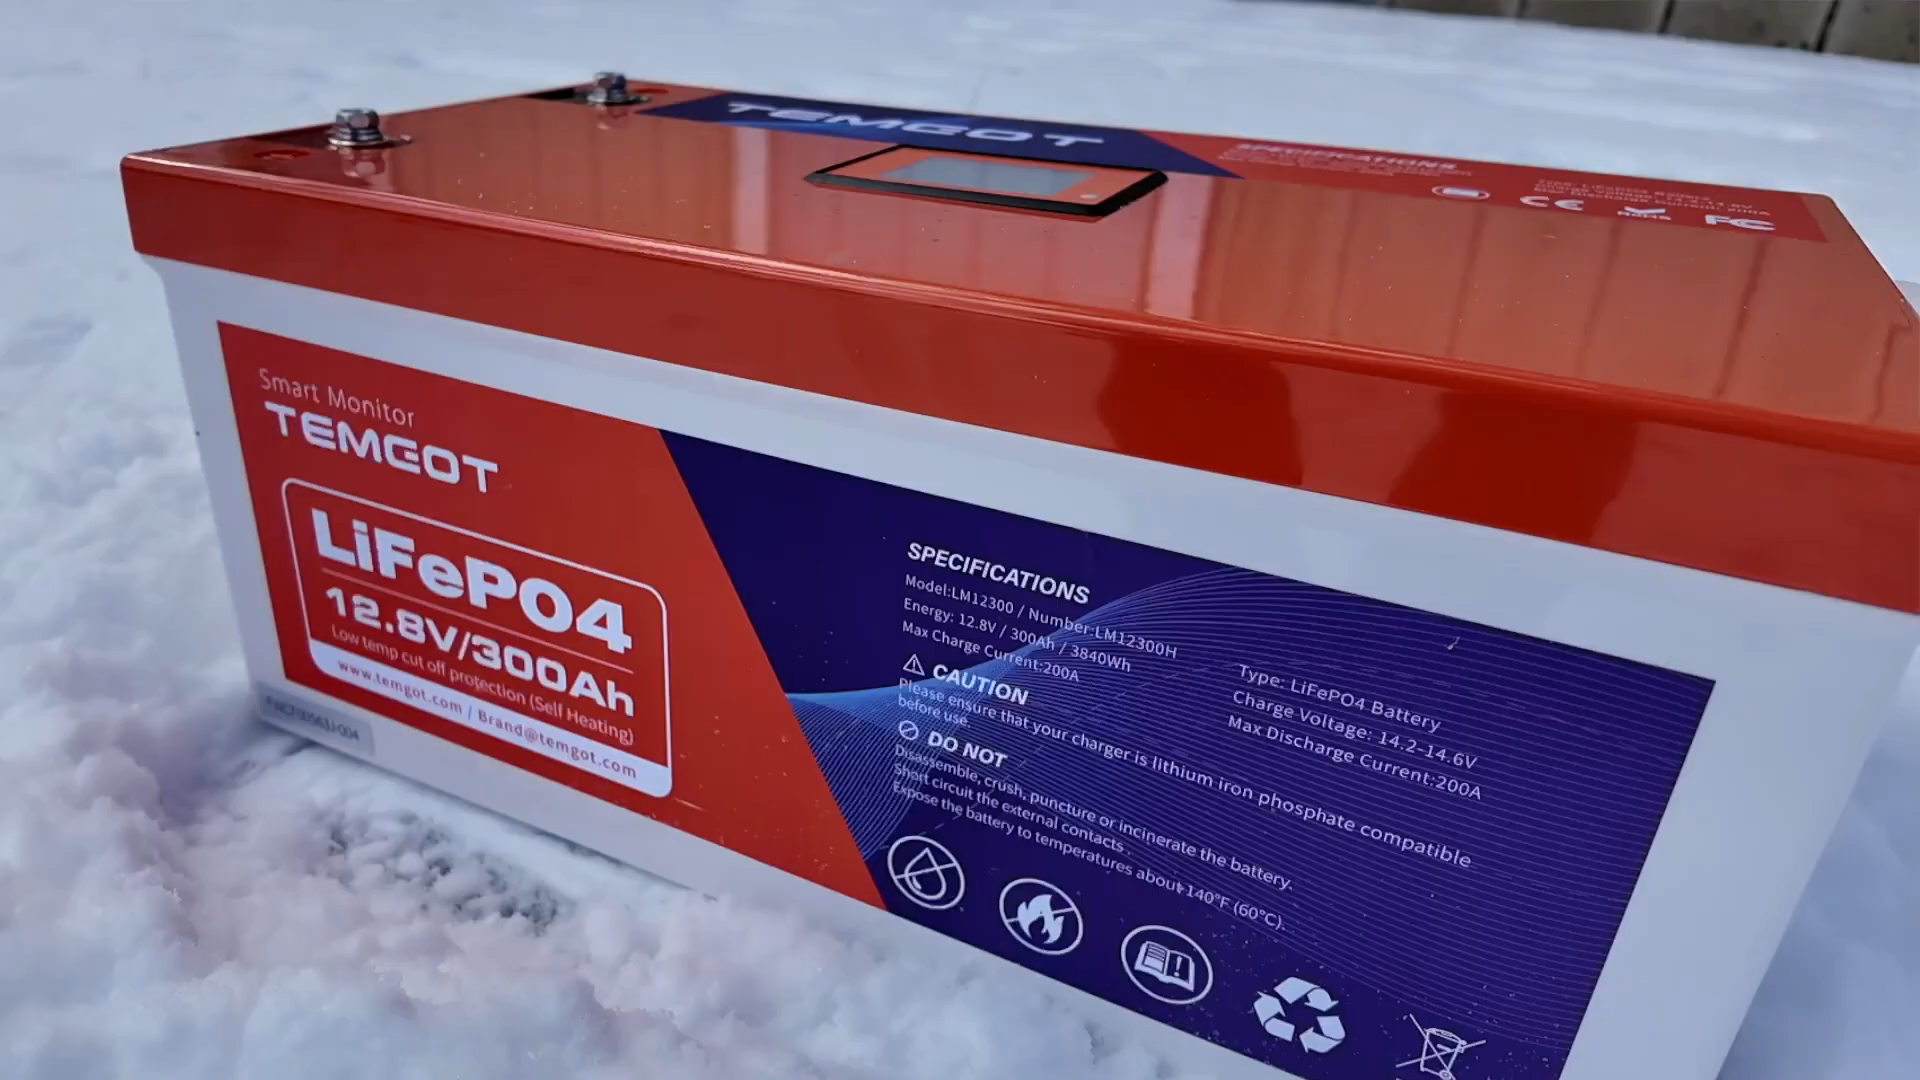 TEMGOT
SPECIFICATIONS
CE
RoHS
FC
Smart Monitor
TEMGOT
LiFePO4
12.8V/300Ah
Low temp cut off protection (Self Heating)
www.temgot.com / Brand@temgot.com
SPECIFICATIONS
Model:LM12300 / Number:LM12300H
Energy: 12.8V / 300Ah / 3840Wh
Max Charge Current:200A
Type: LiFePO4 Battery
Charge Voltage: 14.2-14.6V
Max Discharge Current:200A
CAUTION
Please ensure that your charger is lithium iron phosphate compatible
before use.
DO NOT
Disassemble, crush, puncture or incinerate the battery.
Short circuit the external contacts.
Expose the battery to temperatures about 140°F (60°C).